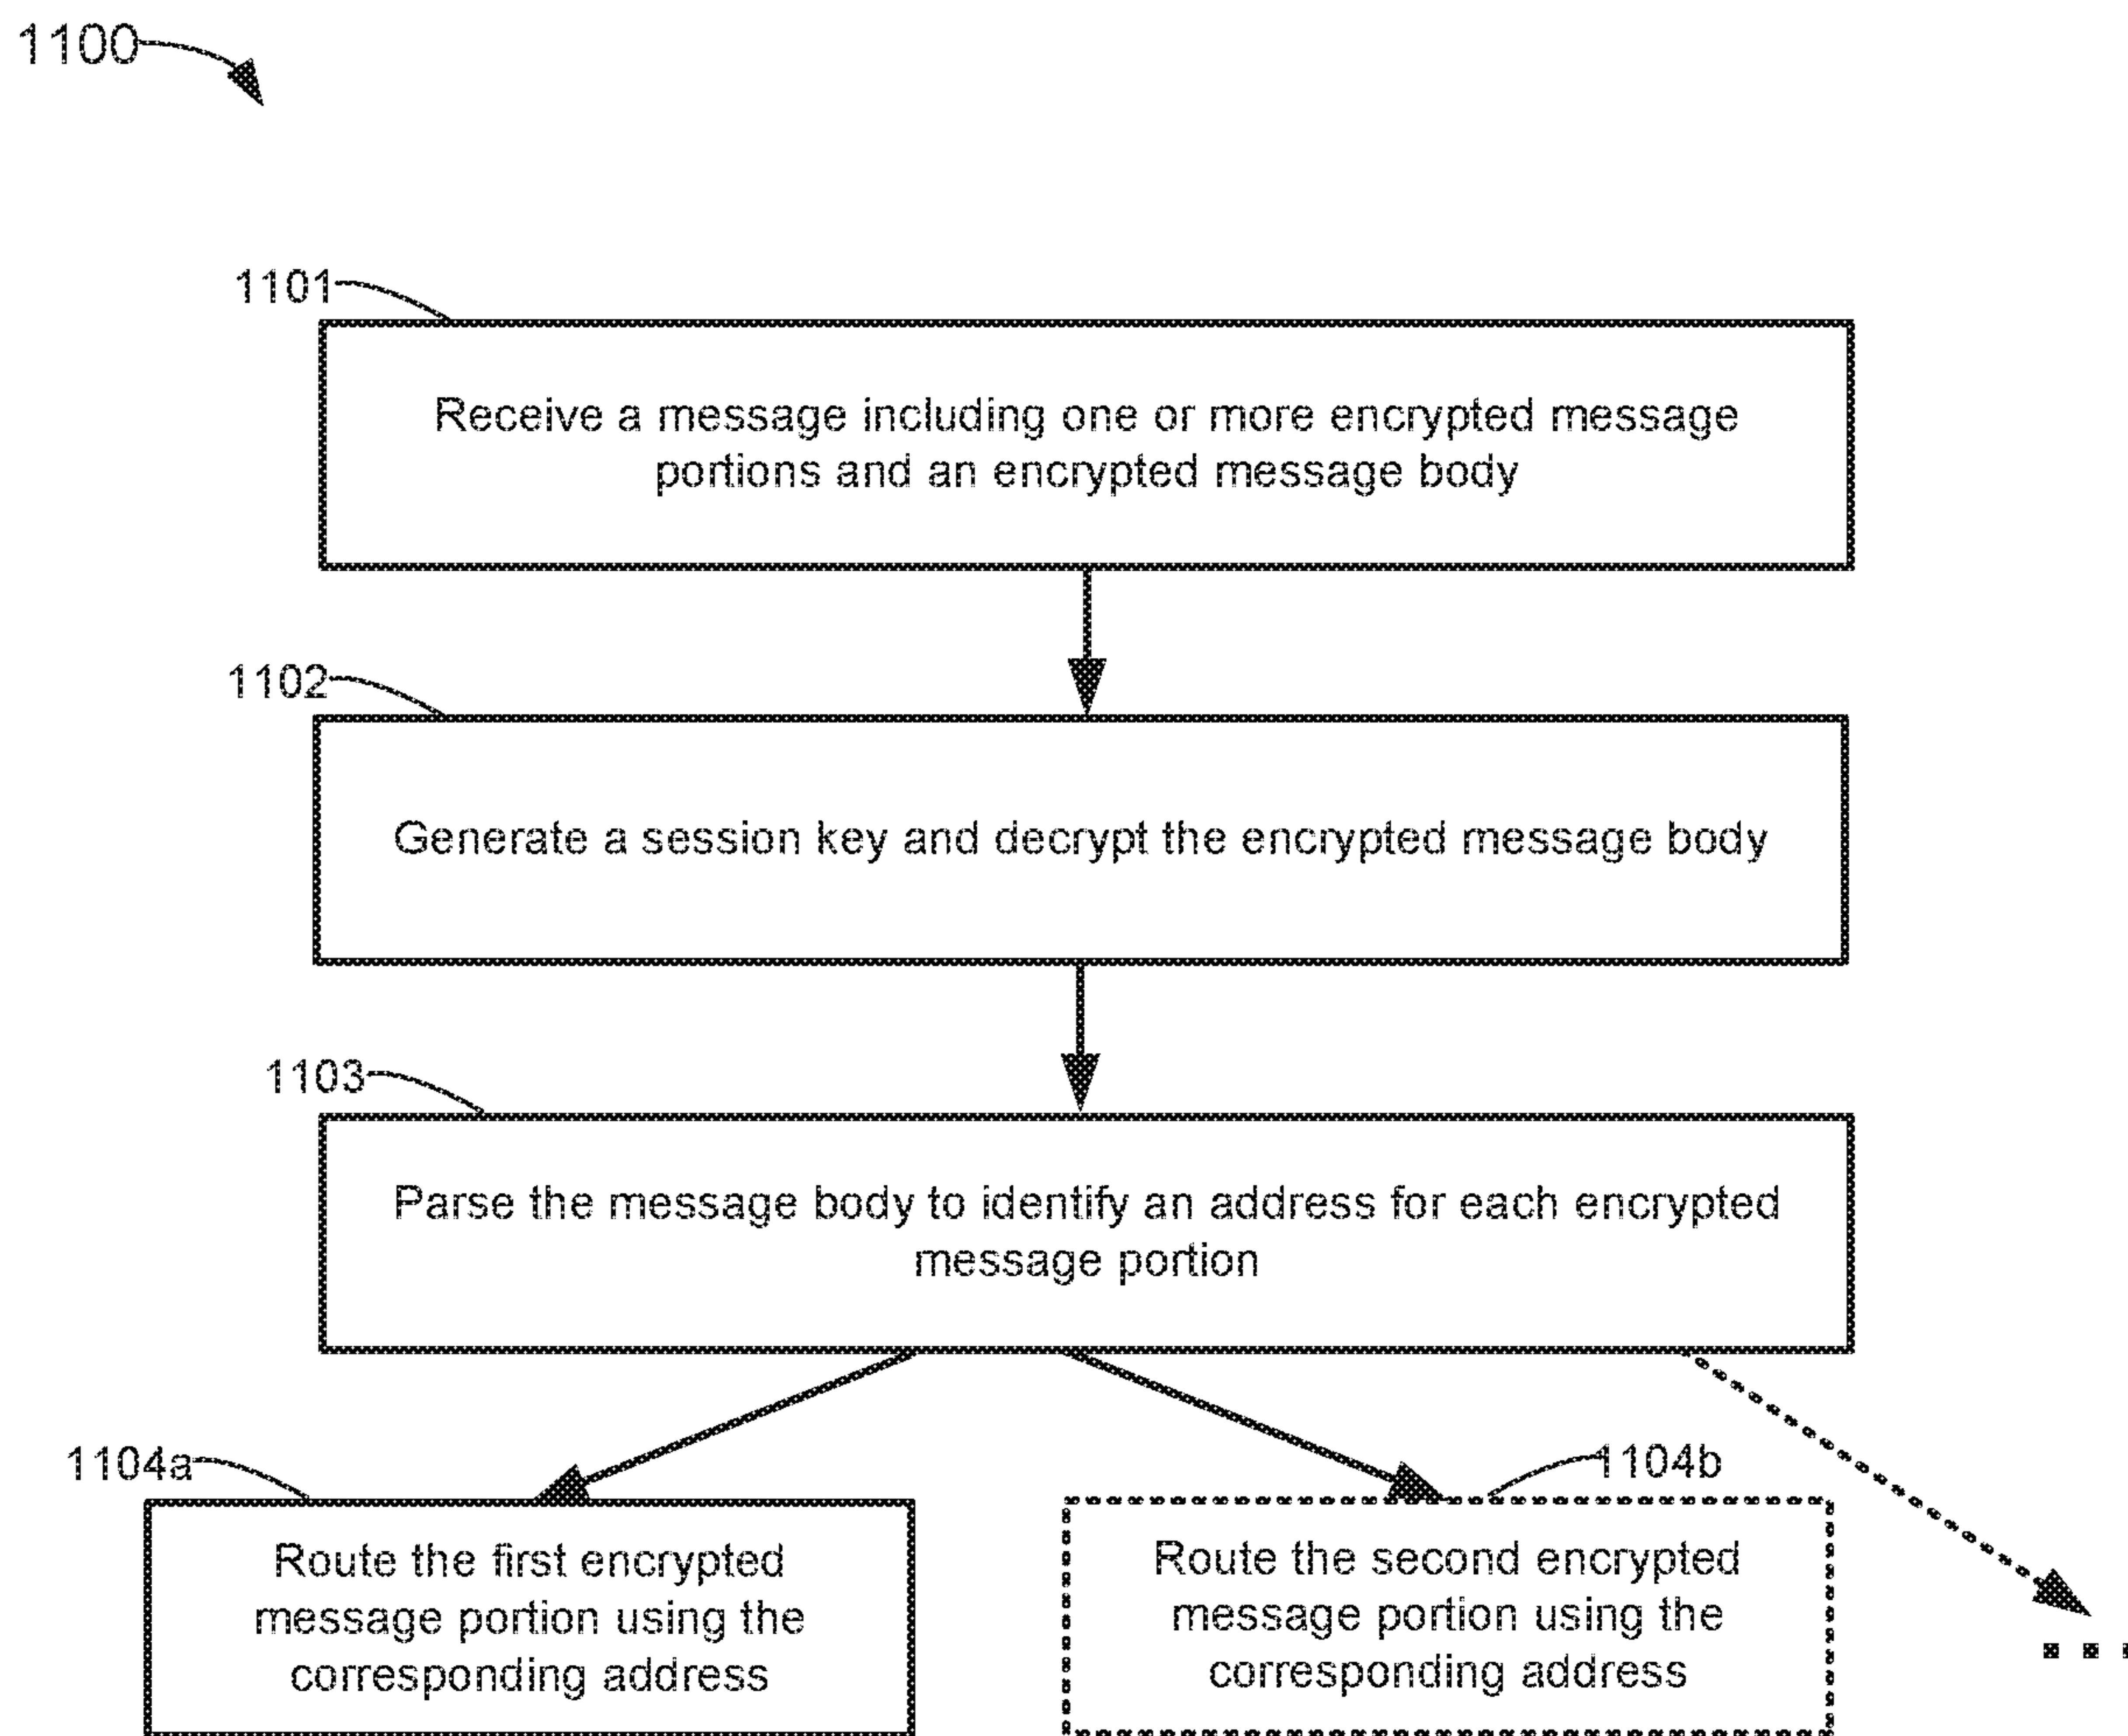 1100
1101
Receive a message including one or more encrypted message
portions and an encrypted message body
1102
Generate a session key and decrypt the encrypted message body
1103
Parse the message body to identify an address for each encrypted
message portion
1104a
Route the first encrypted
message portion using the
corresponding address
1104b
Route the second encrypted
message portion using the
corresponding address
...